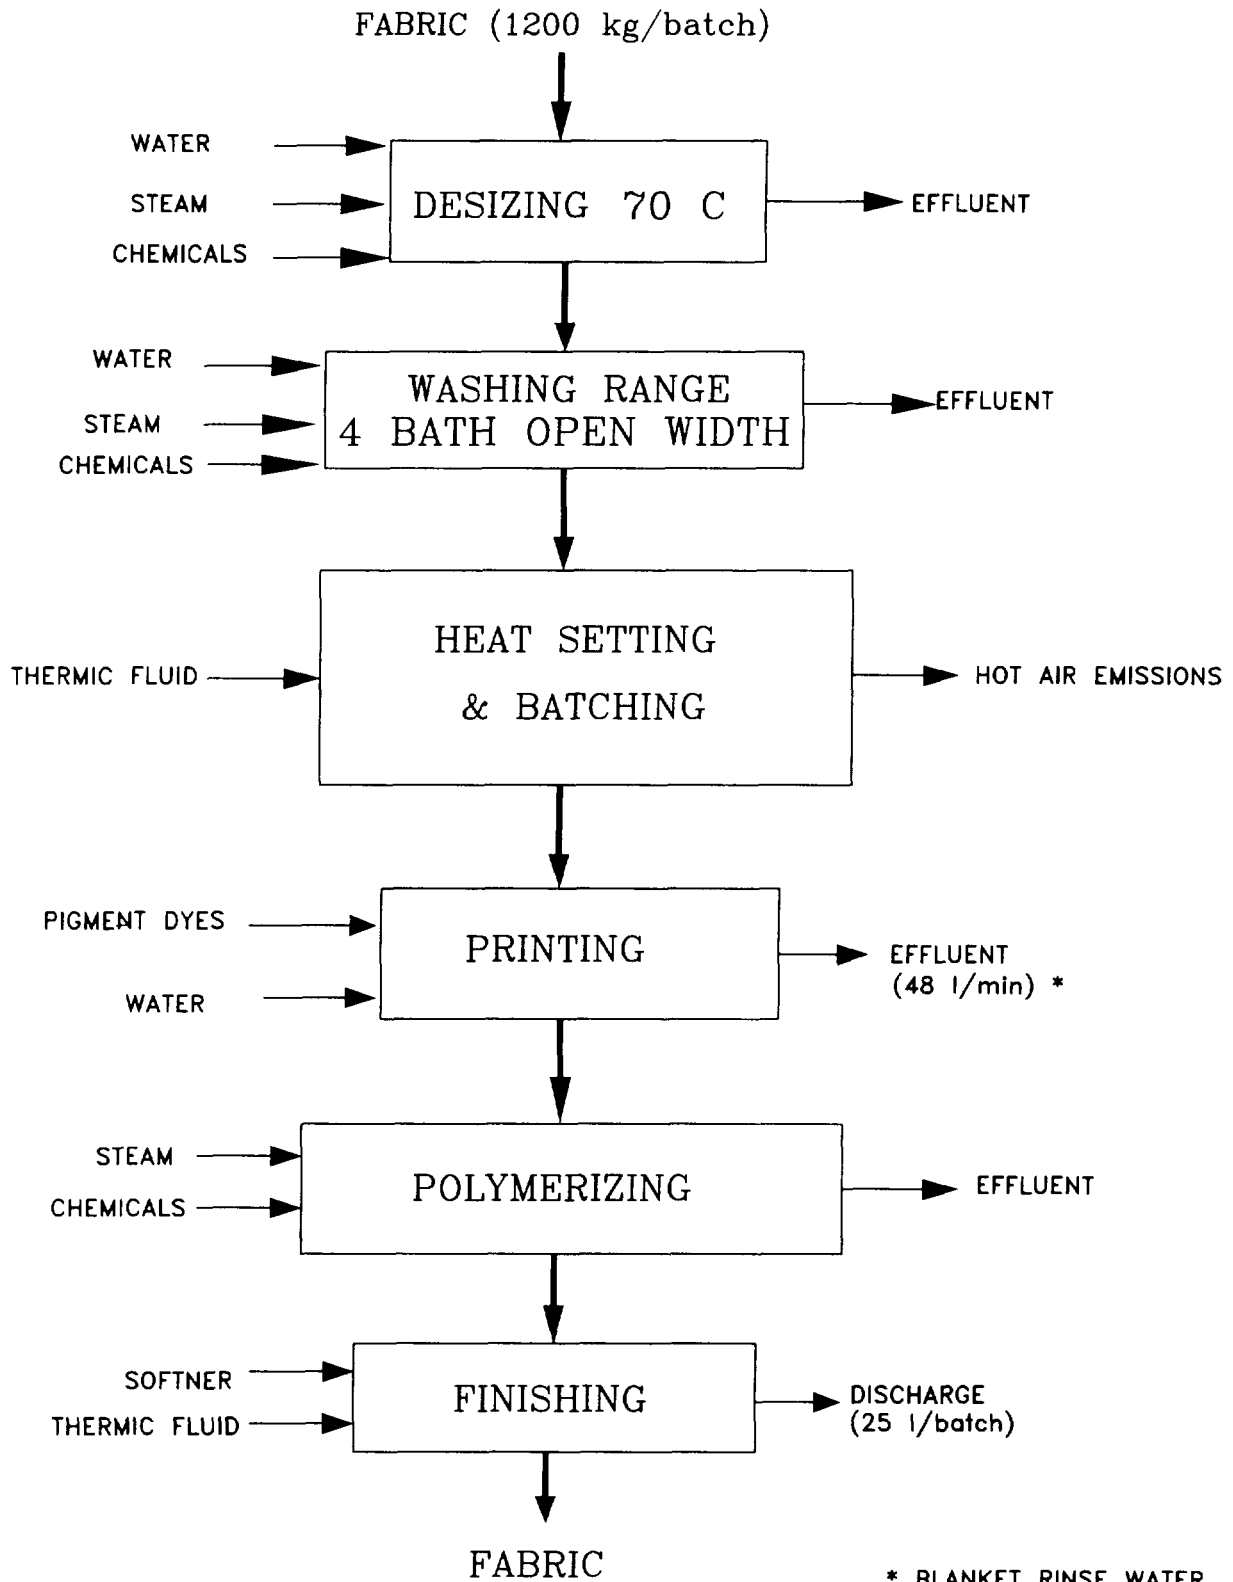 FABRIC (1200 kg/batch)
WATER
STEAM
CHEMICALS
DESIZING 70 C
EFFLUENT
WATER
STEAM
CHEMICALS
WASHING RANGE
4 BATH OPEN WIDTH
EFFLUENT
THERMIC FLUID
HEAT SETTING
& BATCHING
HOT AIR EMISSIONS
PIGMENT DYES
WATER
PRINTING
EFFLUENT
(48 l/min) *
STEAM
CHEMICALS
POLYMERIZING
EFFLUENT
SOFTNER
THERMIC FLUID
FINISHING
DISCHARGE
(25 l/batch)
FABRIC
* BLANKET RINSE WATER